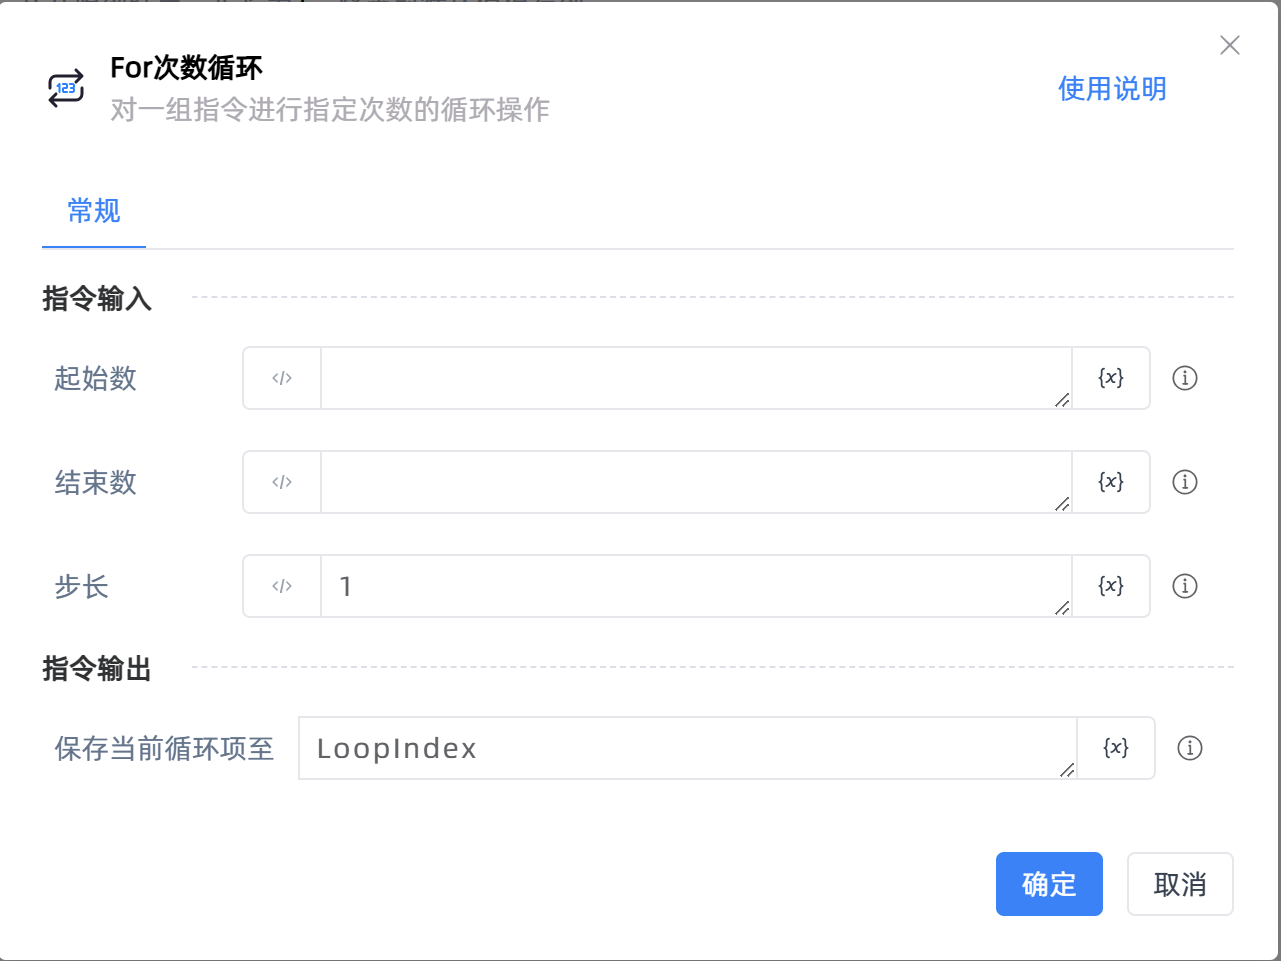 For次数循环
对一组指令进行指定次数的循环操作
使用说明
常规
指令输入
起始数
</>
{x}
结束数
</>
{x}
步长
</>
1
{x}
指令输出
保存当前循环项至
LoopIndex
{x}
确定
取消